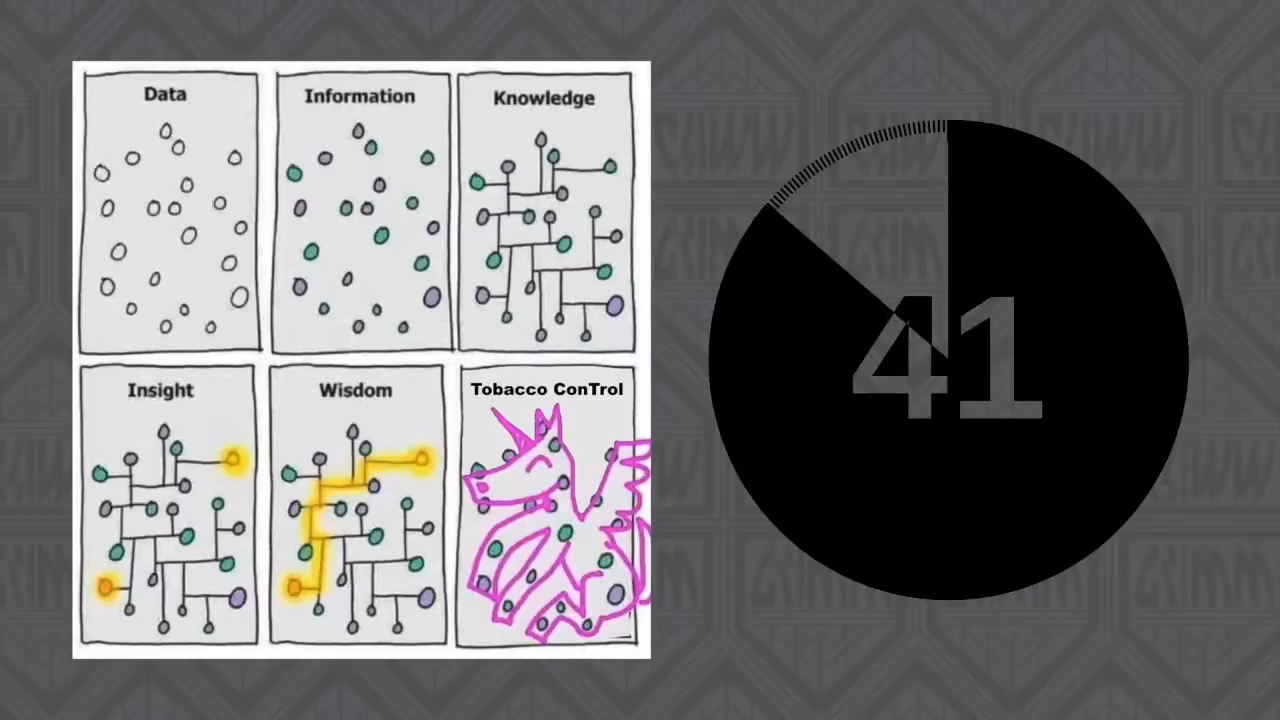 Data
Information
Knowledge
Insight
Wisdom
Tobacco ConTrol
41